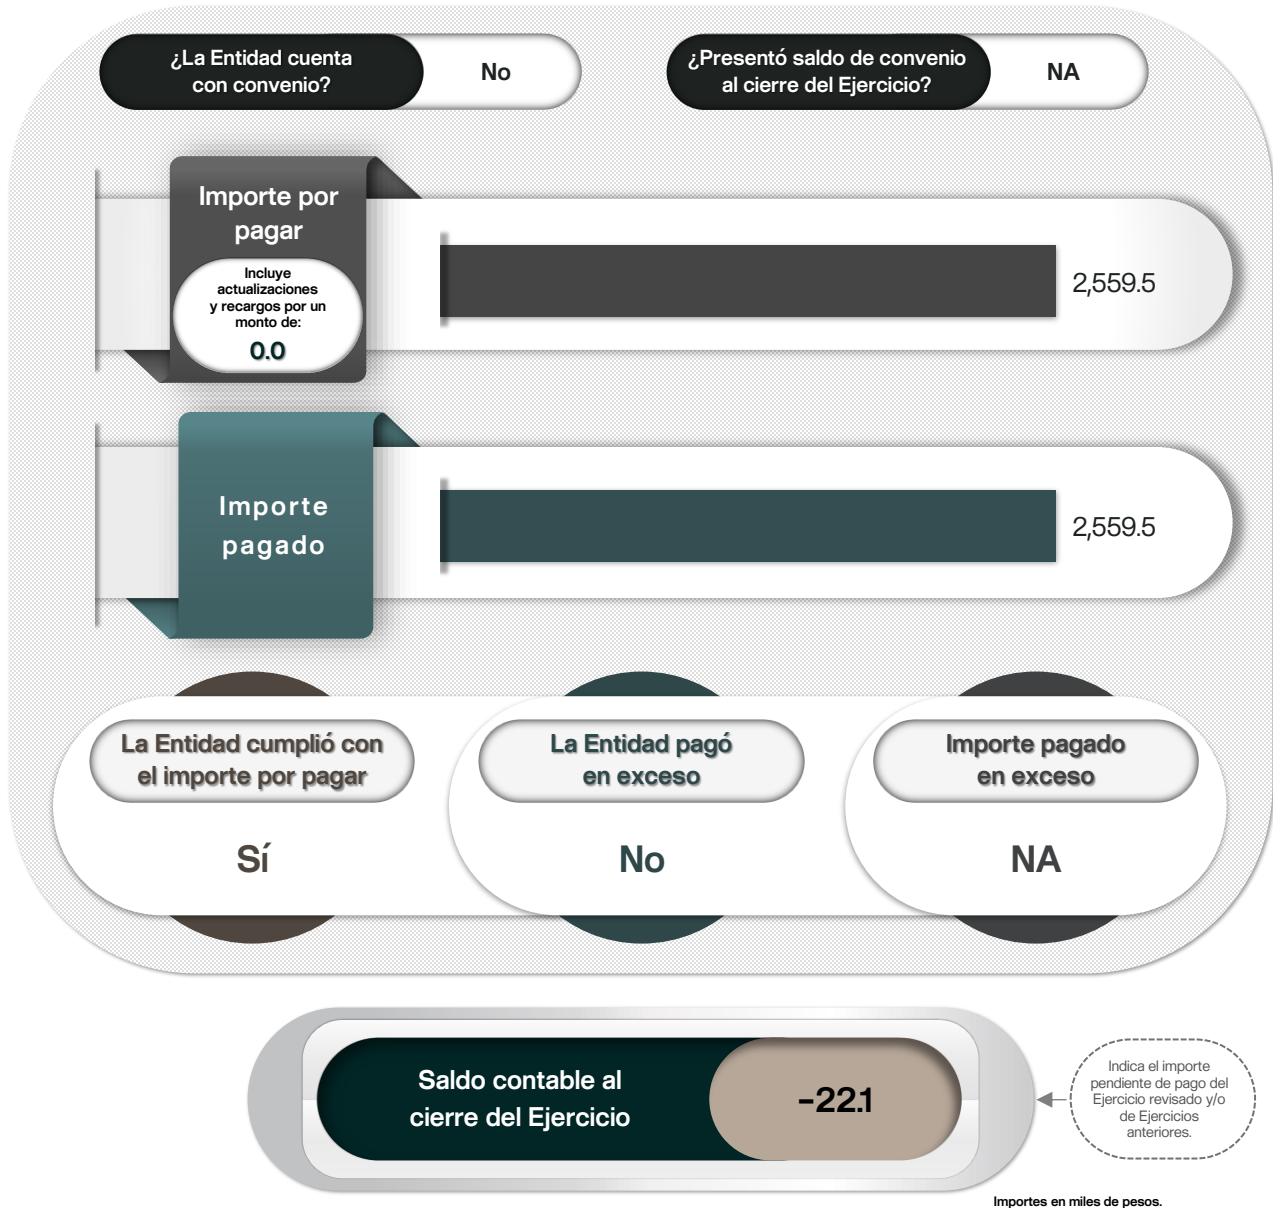 ¿La Entidad cuenta
con convenio?
No
¿Presentó saldo de convenio
al cierre del Ejercicio?
NA
Importe por
pagar
Incluye
actualizaciones
y recargos por un
monto de:
0.0
2,559.5
Importe
pagado
2,559.5
La Entidad cumplió con
el importe por pagar
Sí
La Entidad pagó
en exceso
No
Importe pagado
en exceso
NA
Saldo contable al
cierre del Ejercicio
-22.1
Indica el importe
pendiente de pago del
Ejercicio revisado y/o
de Ejercicios
anteriores.
Importes en miles de pesos.